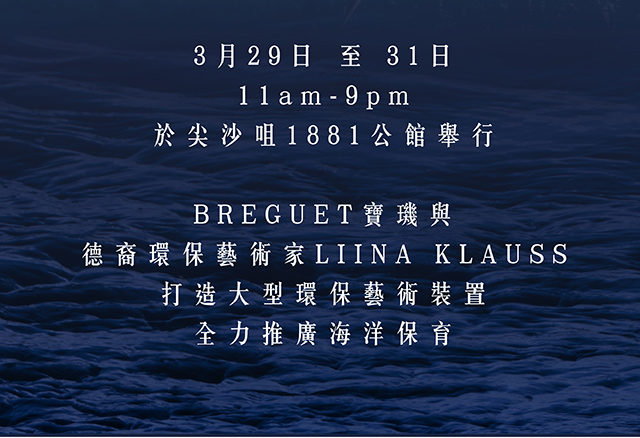 3月29日 至 31日
11am-9pm
於尖沙咀1881公館舉行
BREGUET寶璣與
德裔環保藝術家LIINA KLAUSS
打造大型環保藝術裝置
全力推廣海洋保育